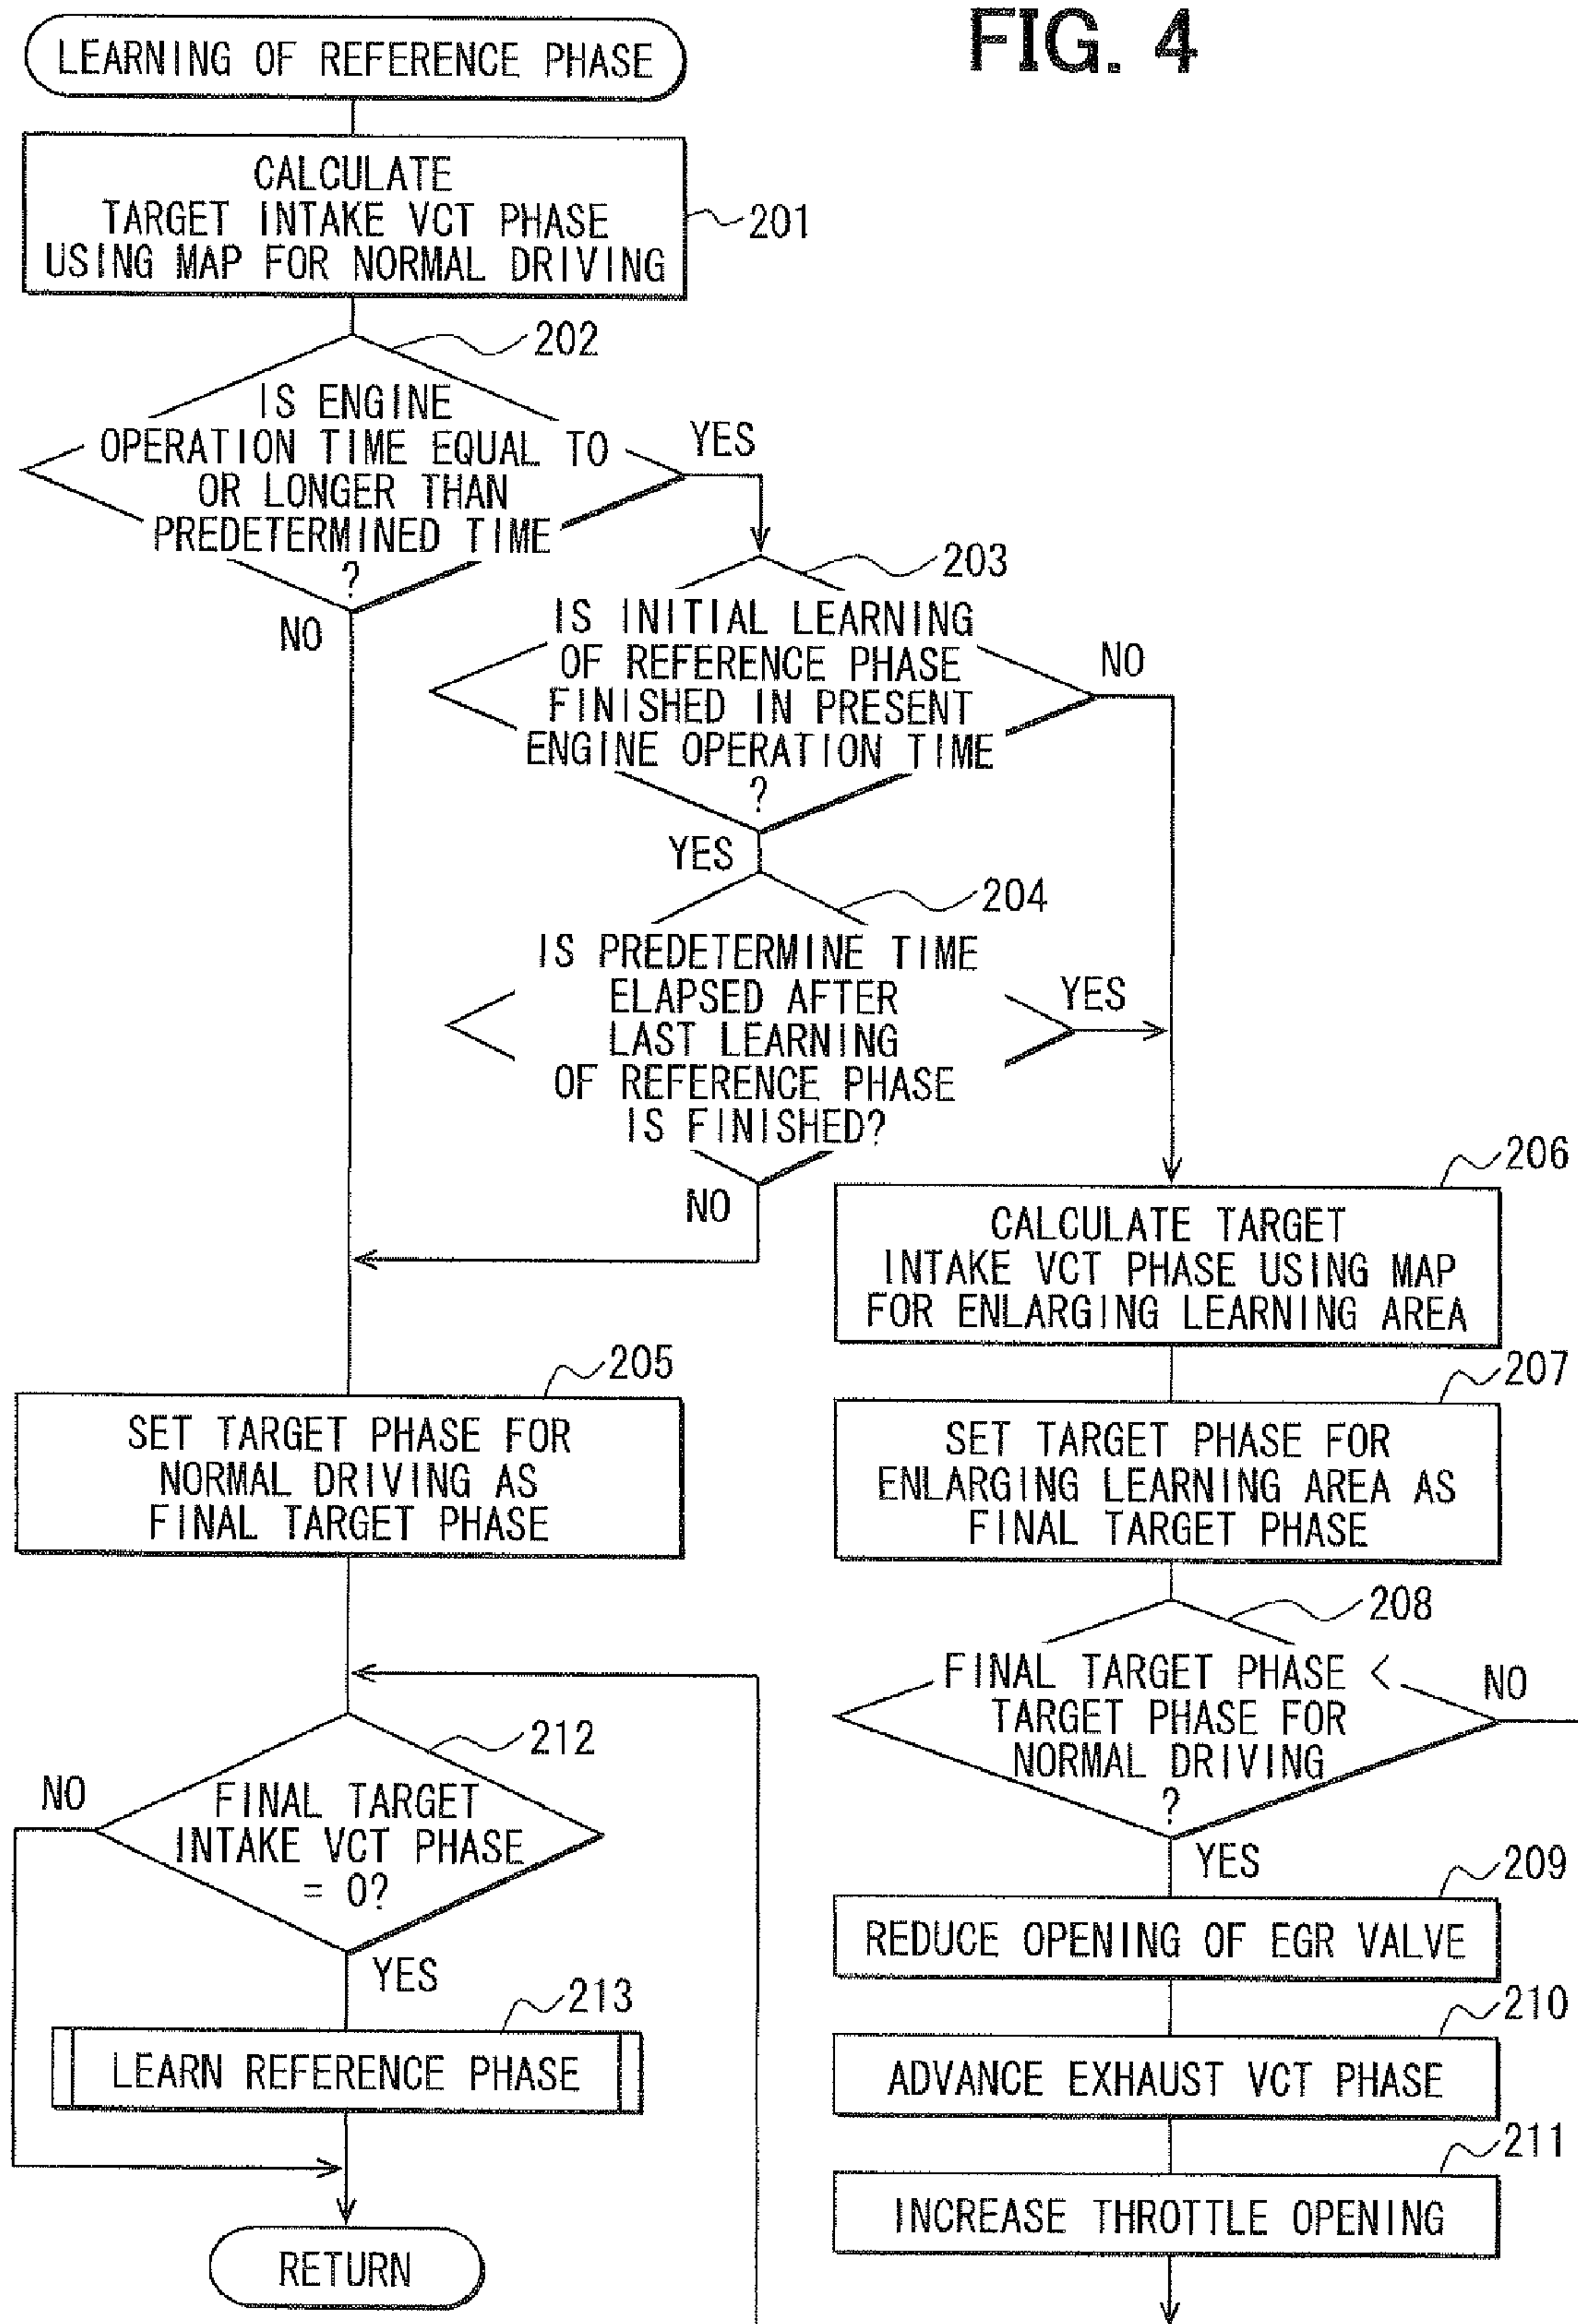 FIG. 4
LEARNING OF REFERENCE PHASE
CALCULATE
TARGET INTAKE VCT PHASE
USING MAP FOR NORMAL DRIVING
201
202
IS ENGINE
OPERATION TIME EQUAL TO
OR LONGER THAN
PREDETERMINED TIME
?
YES
NO
203
IS INITIAL LEARNING
OF REFERENCE PHASE
FINISHED IN PRESENT
ENGINE OPERATION TIME
?
NO
YES
204
IS PREDETERMINE TIME
ELAPSED AFTER
LAST LEARNING
OF REFERENCE PHASE
IS FINISHED?
YES
NO
206
CALCULATE TARGET
INTAKE VCT PHASE USING MAP
FOR ENLARGING LEARNING AREA
205
SET TARGET PHASE FOR
NORMAL DRIVING AS
FINAL TARGET PHASE
207
SET TARGET PHASE FOR
ENLARGING LEARNING AREA AS
FINAL TARGET PHASE
208
FINAL TARGET PHASE <
TARGET PHASE FOR
NORMAL DRIVING
?
NO
YES
212
FINAL TARGET
INTAKE VCT PHASE
= 0?
NO
YES
209
REDUCE OPENING OF EGR VALVE
213
LEARN REFERENCE PHASE
210
ADVANCE EXHAUST VCT PHASE
211
INCREASE THROTTLE OPENING
RETURN